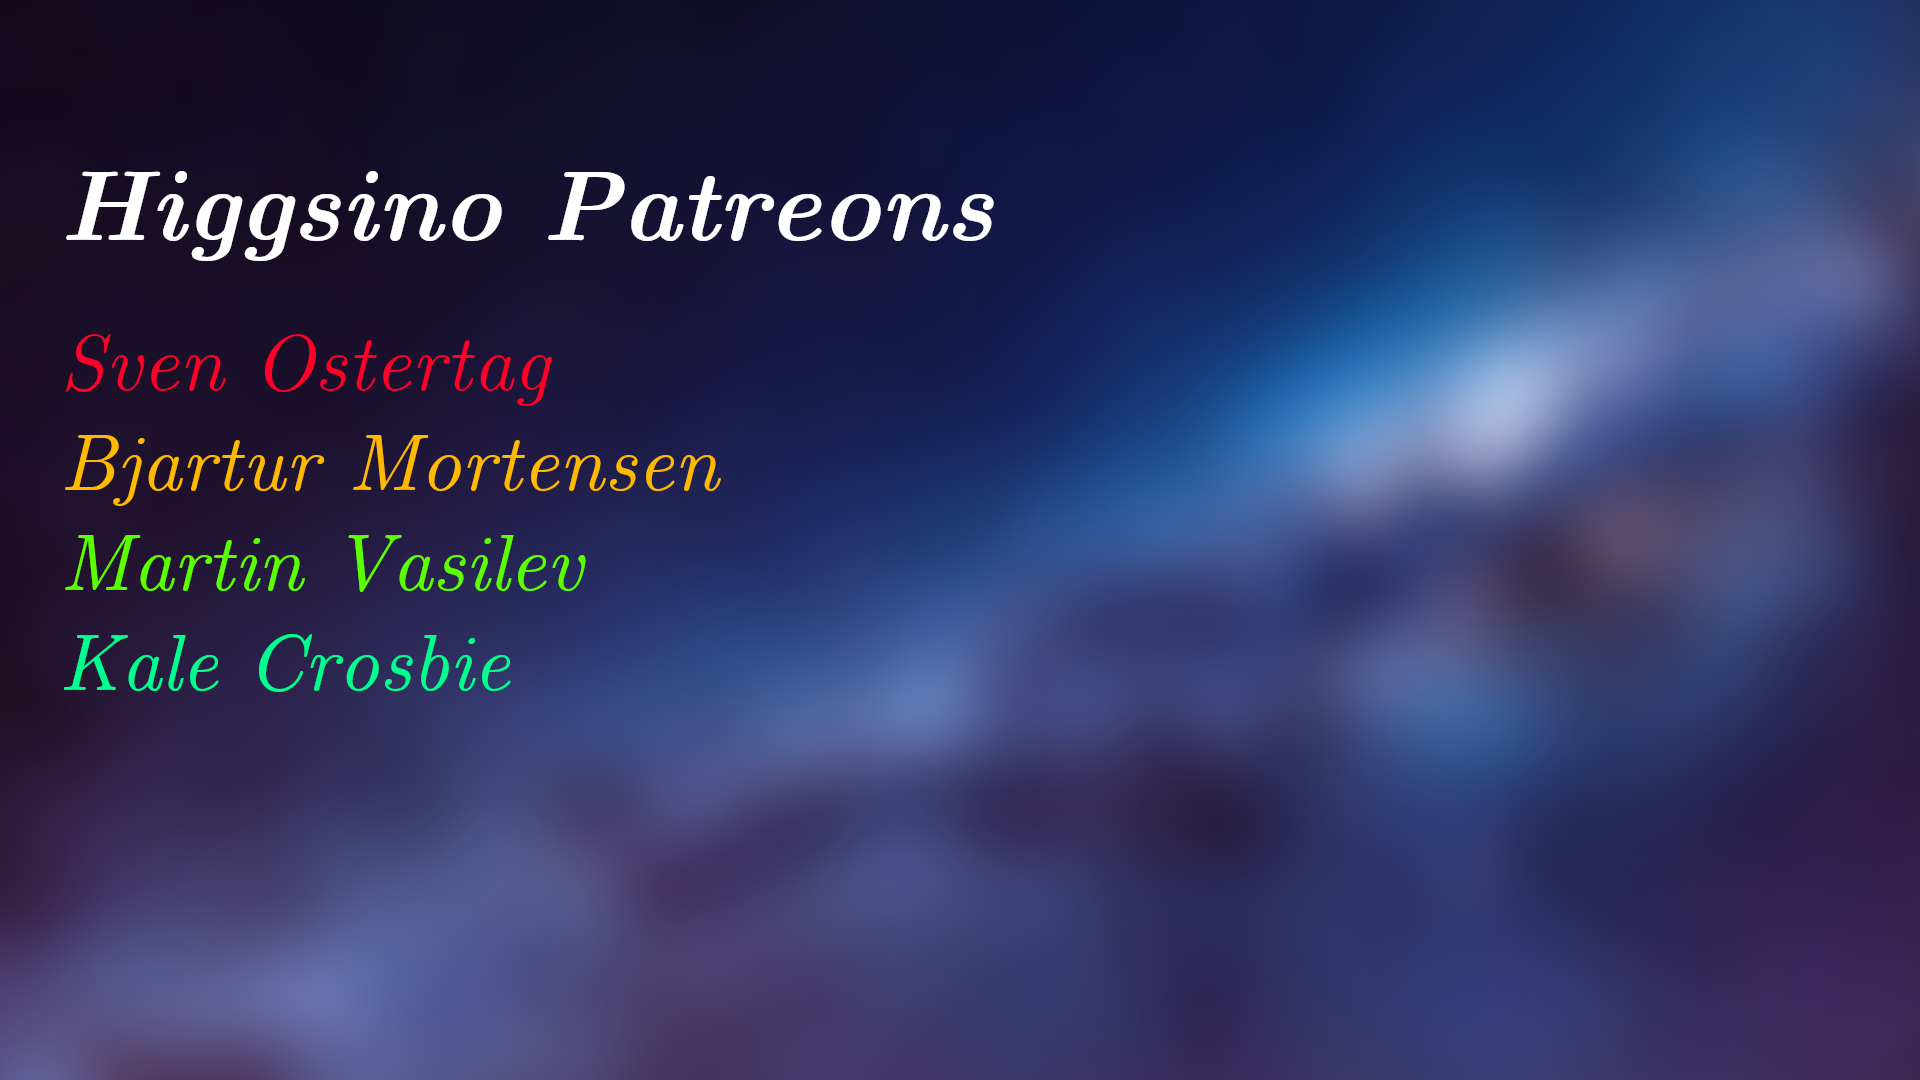 Higgsino Patreons
Sven Ostertag
Bjartur Mortensen
Martin Vasilev
Kale Crosbie